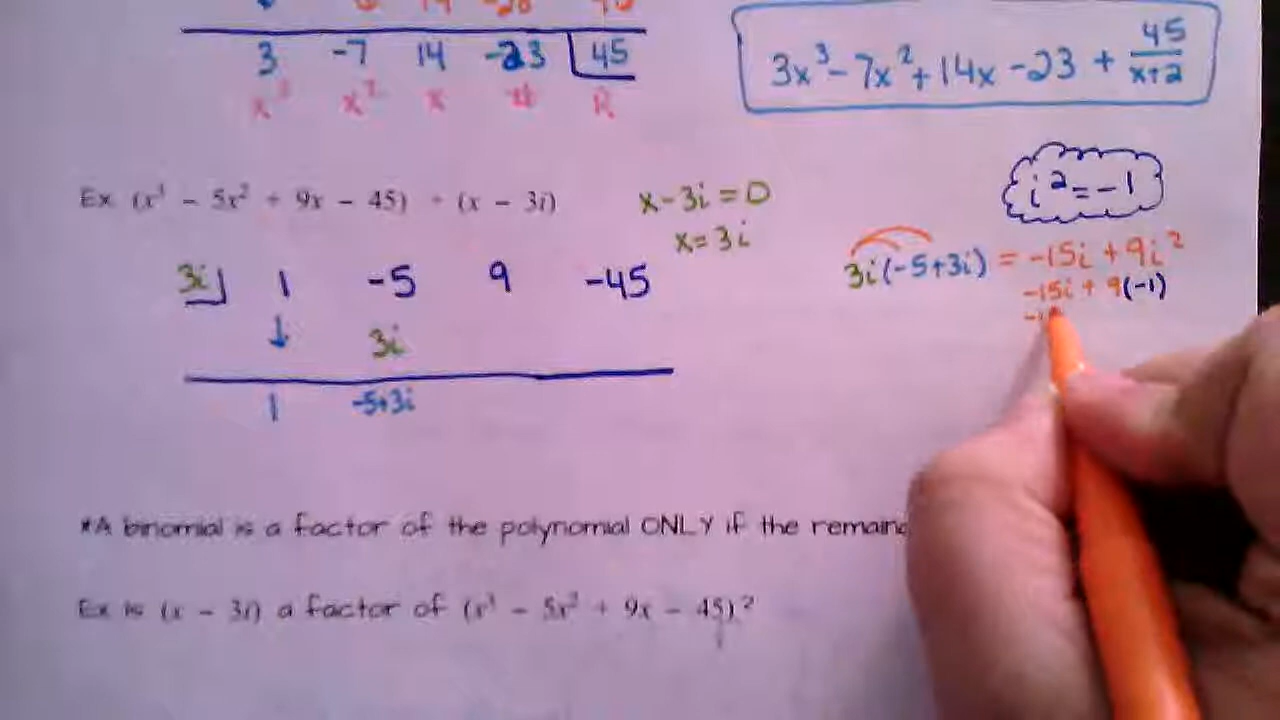 3 -7 14 -23 45
x³ x² x # R
3x³ - 7x² + 14x - 23 + 45/x+2
i² = -1
Ex (x³ - 5x² + 9x - 45) ÷ (x - 3i)
x - 3i = 0
x = 3i
3i(-5+3i) = -15i + 9i²
-15i + 9(-1)
3i 1 -5 9 -45
3i
1 -5+3i
*A binomial is a factor of the polynomial ONLY if the
Ex Is (x - 3i) a factor of (x³ - 5x² + 9x - 45)?